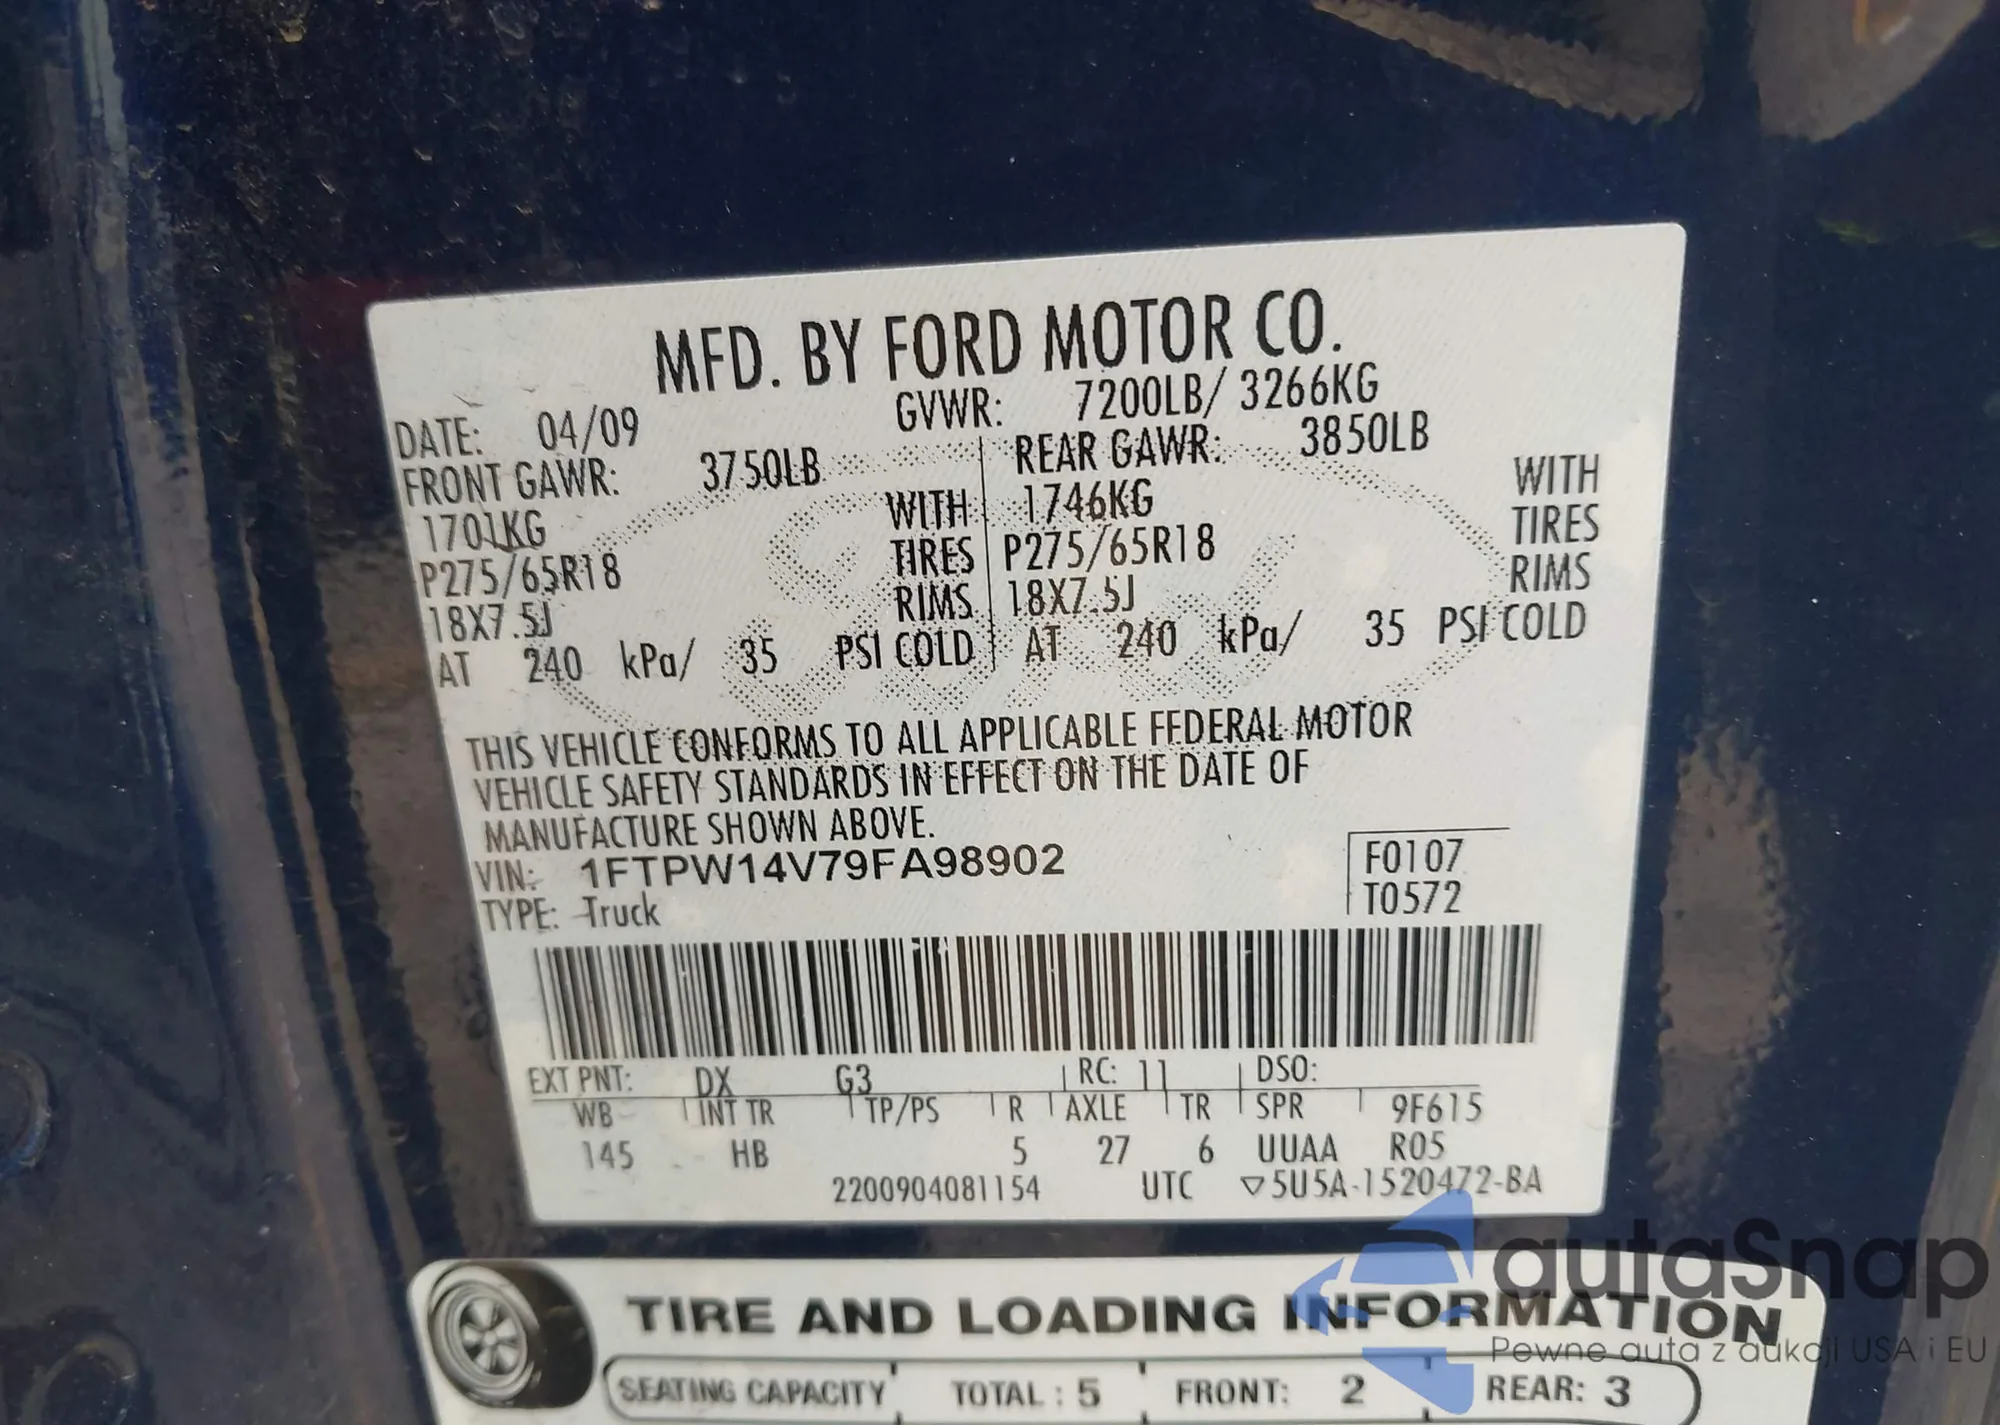 MFD. BY FORD MOTOR CO.
DATE: 04/09 GVWR: 7200LB/ 3266KG
FRONT GAWR: 3750LB REAR GAWR: 3850LB
1701KG WITH 1746KG WITH
P275/65R18 TIRES P275/65R18 TIRES
18X7.5J RIMS 18X7.5J RIMS
AT 240 kPa/ 35 PSI COLD AT 240 kPa/ 35 PSI COLD
THIS VEHICLE CONFORMS TO ALL APPLICABLE FEDERAL MOTOR
VEHICLE SAFETY STANDARDS IN EFFECT ON THE DATE OF
MANUFACTURE SHOWN ABOVE.
VIN: 1FTPW14V79FA98902 F0107
TYPE: Truck T0572
EXT PNT: DX G3 RC: 11 DSO:
WB INT TR TP/PS R AXLE TR SPR 9F615
145 HB 5 27 6 UUAA R05
2200904081154 UTC ▽5U5A-1520472-BA
TIRE AND LOADING INFORMATION
SEATING CAPACITY TOTAL : 5 FRONT: 2 REAR: 3
autaSnap
Pewne auta z aukcji USA i EU